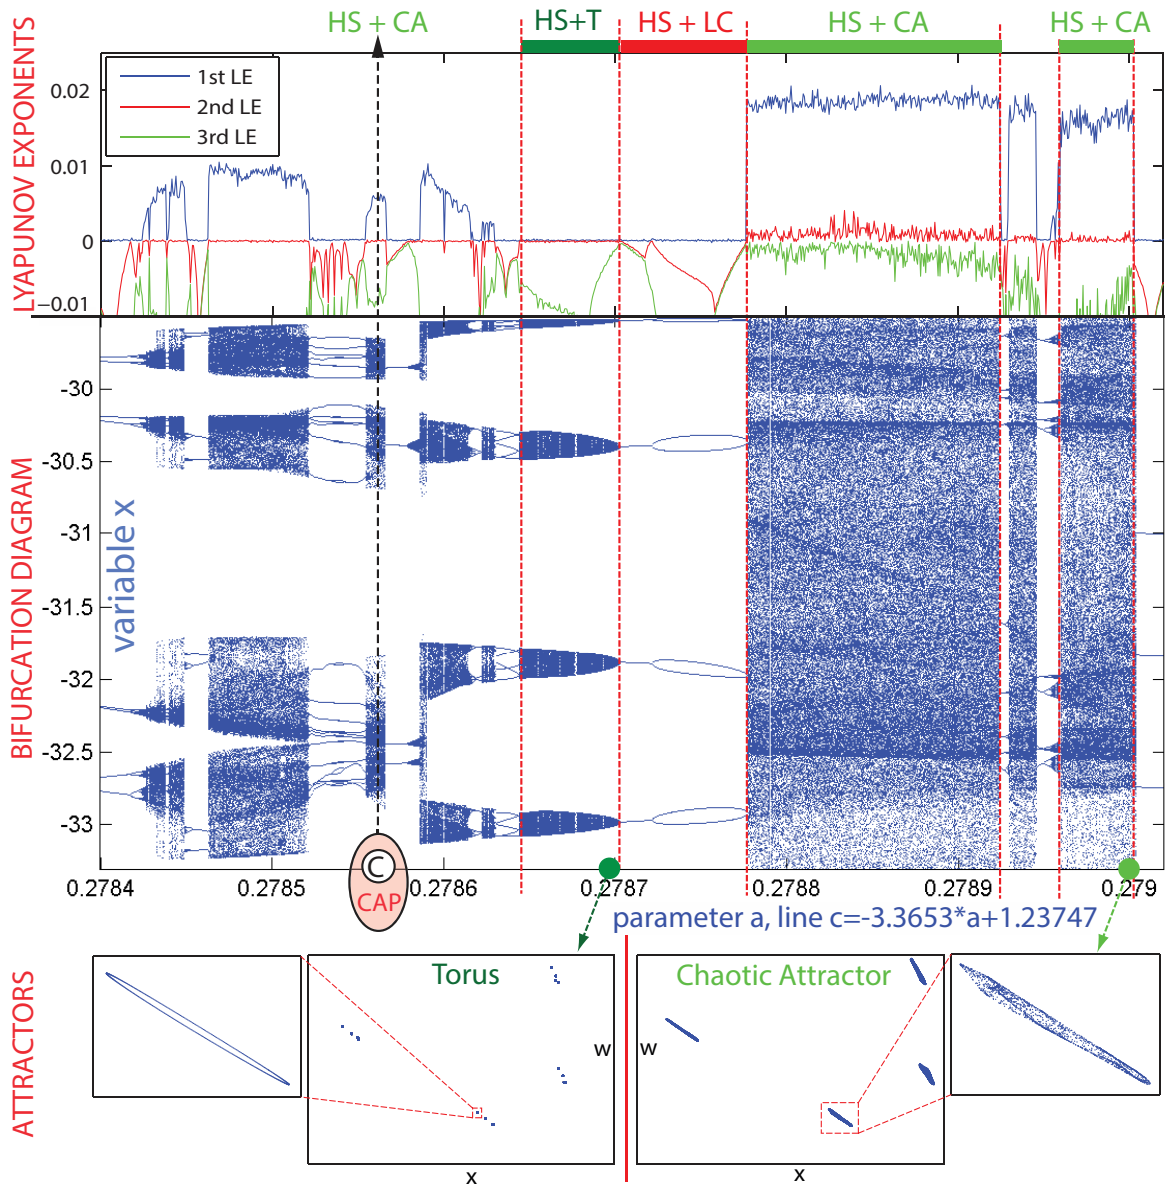 HS + CA
HS+T
HS + LC
HS + CA
HS + CA
LYAPUNOV EXPONENTS
1st LE
2nd LE
3rd LE
0.02
0.01
0
−0.01
BIFURCATION DIAGRAM
variable x
-30
-30.5
-31
-31.5
-32
-32.5
-33
C
CAP
0.2784
0.2785
0.2786
0.2787
0.2788
0.2789
0.279
parameter a, line c=-3.3653*a+1.23747
ATTRACTORS
Torus
w
x
Chaotic Attractor
w
x